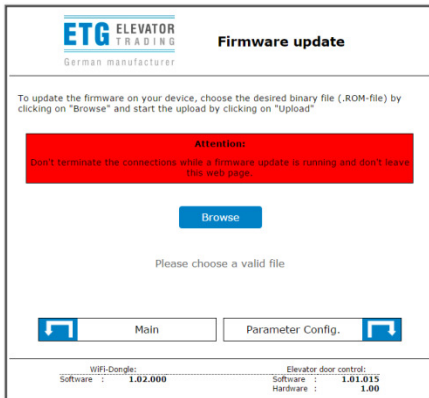 ETG ELEVATOR
TRADING
German manufacturer
Firmware update
To update the firmware on your device, choose the desired binary file (.ROM-file) by
clicking on "Browse" and start the upload by clicking on "Upload"
Attention:
Don't terminate the connections while a firmware update is running and don't leave
this web page.
Browse
Please choose a valid file
Main
Parameter Config.
WiFi-Dongle:
Software : 1.02.000
Elevator door control:
Software : 1.01.015
Hardware : 1.00